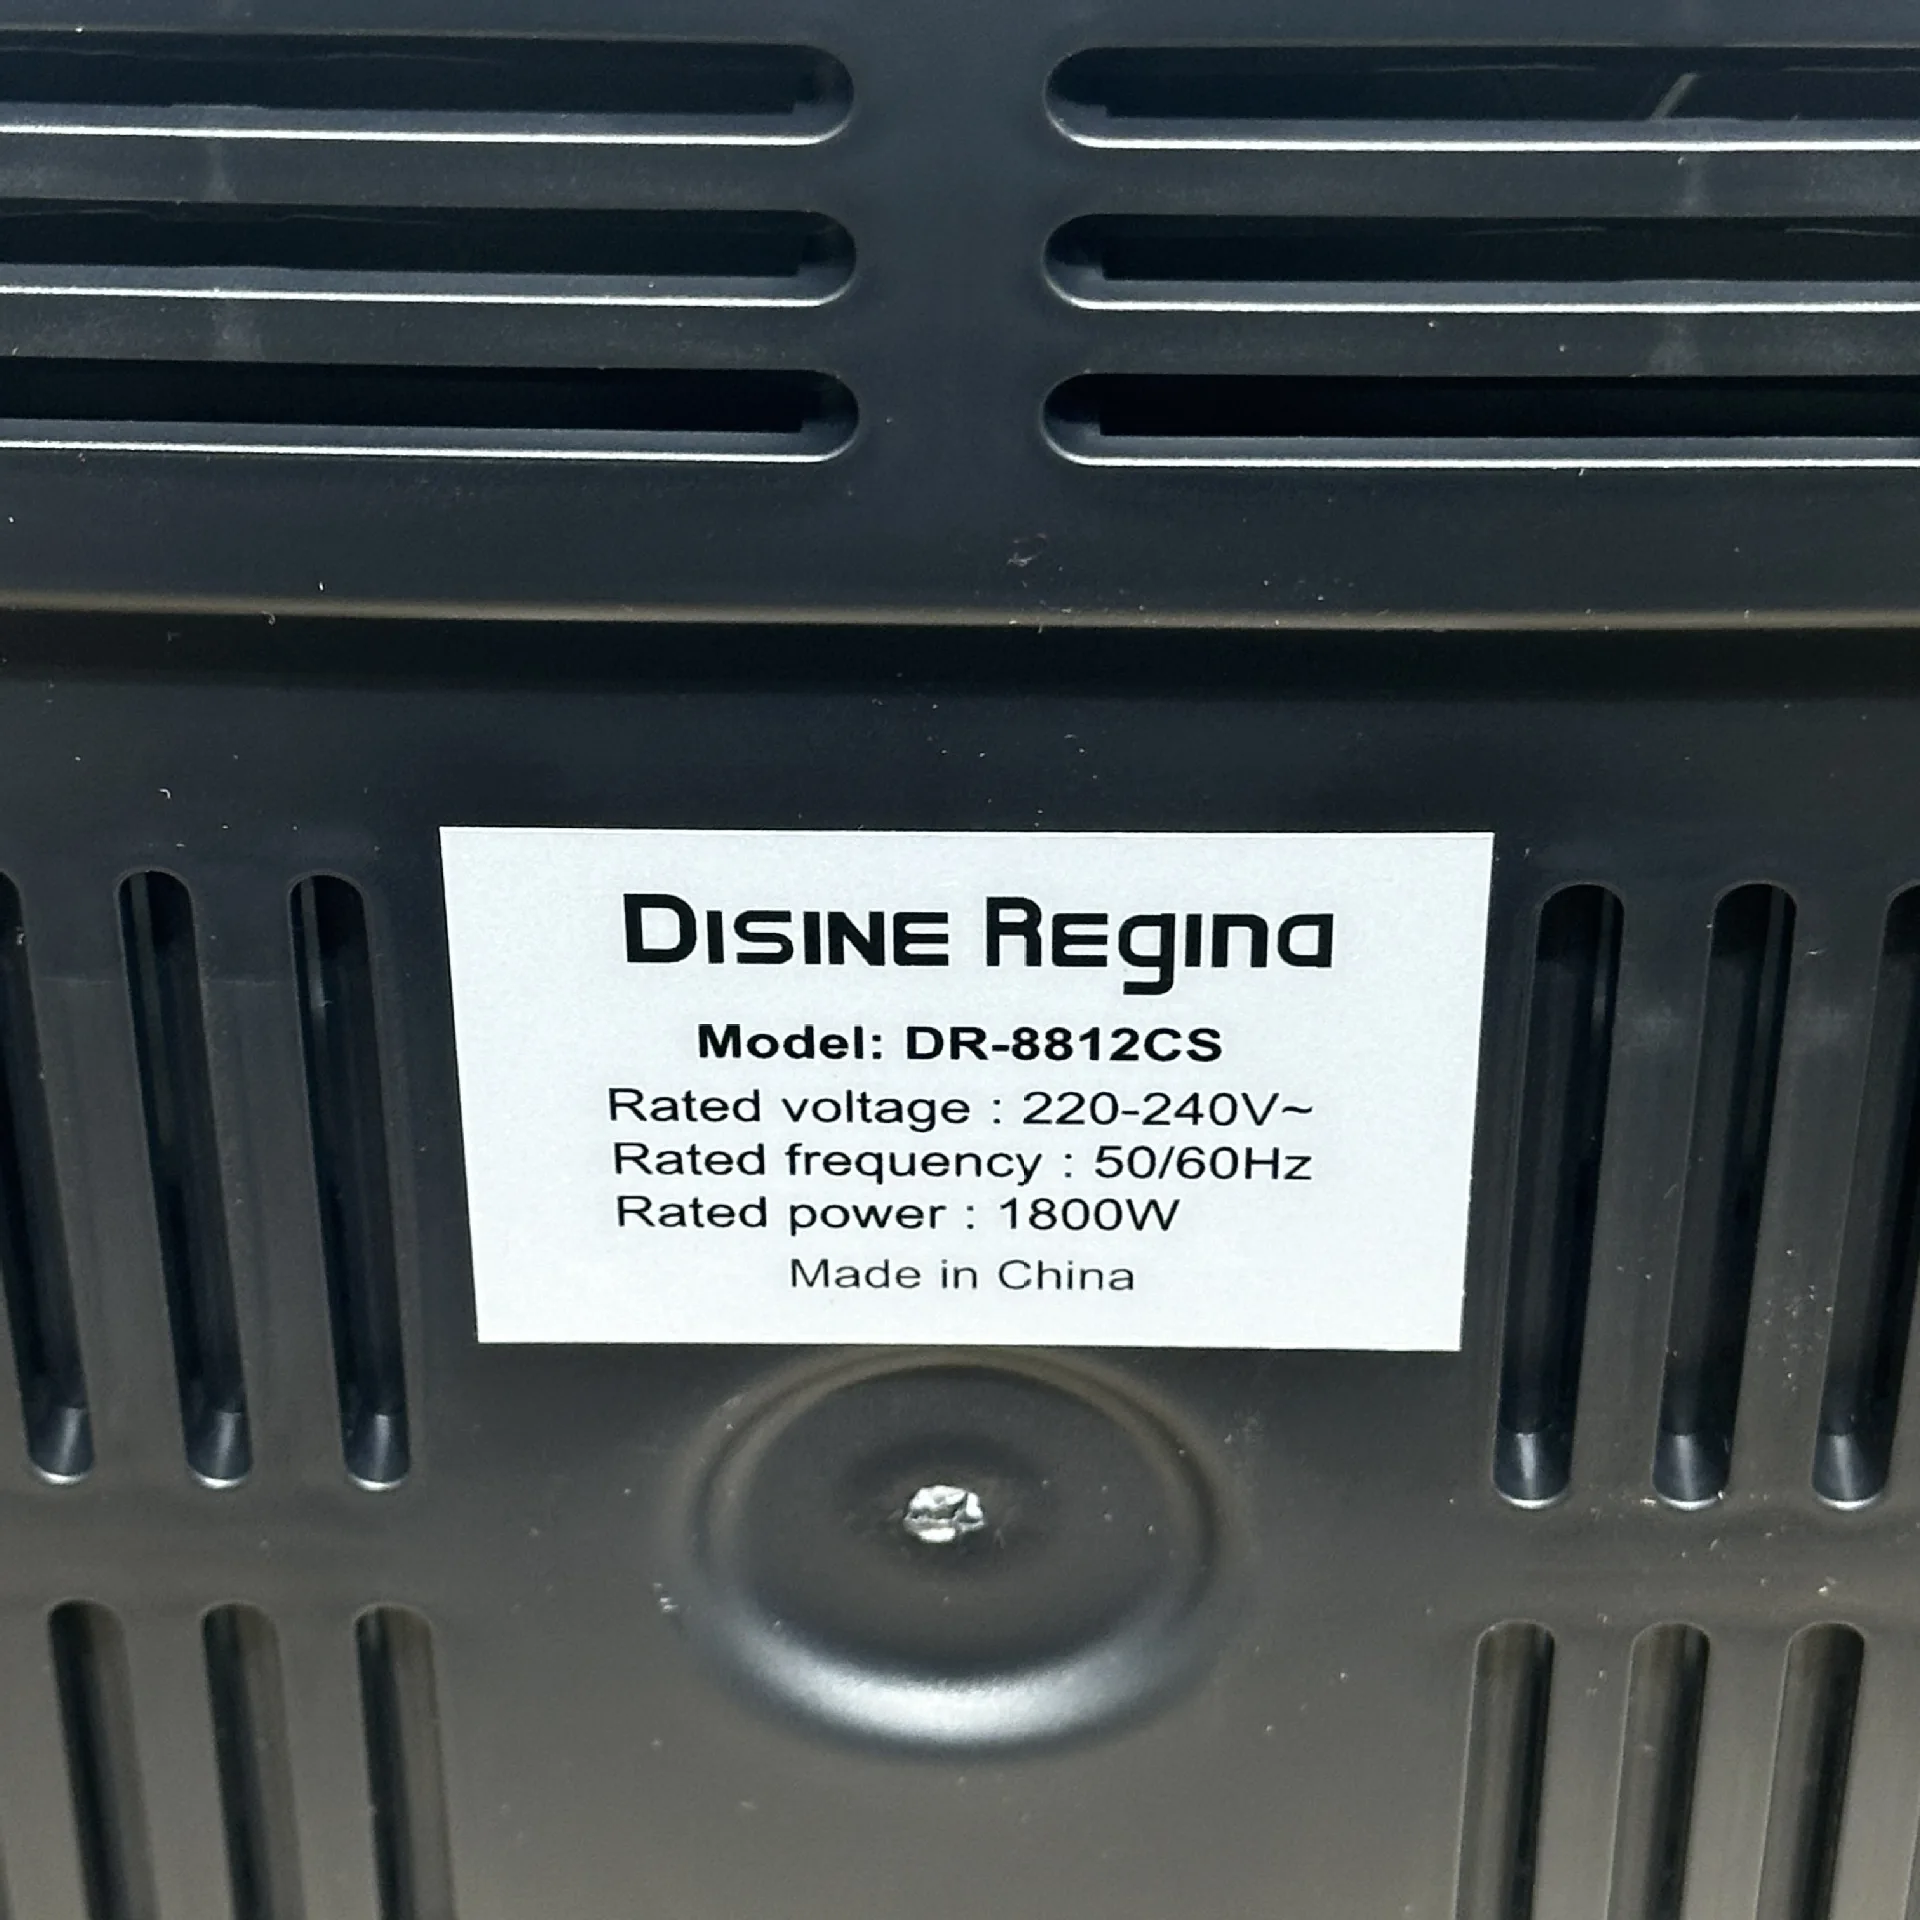 Disine Regina
Model: DR-8812CS
Rated voltage : 220-240V~
Rated frequency : 50/60Hz
Rated power : 1800W
Made in China